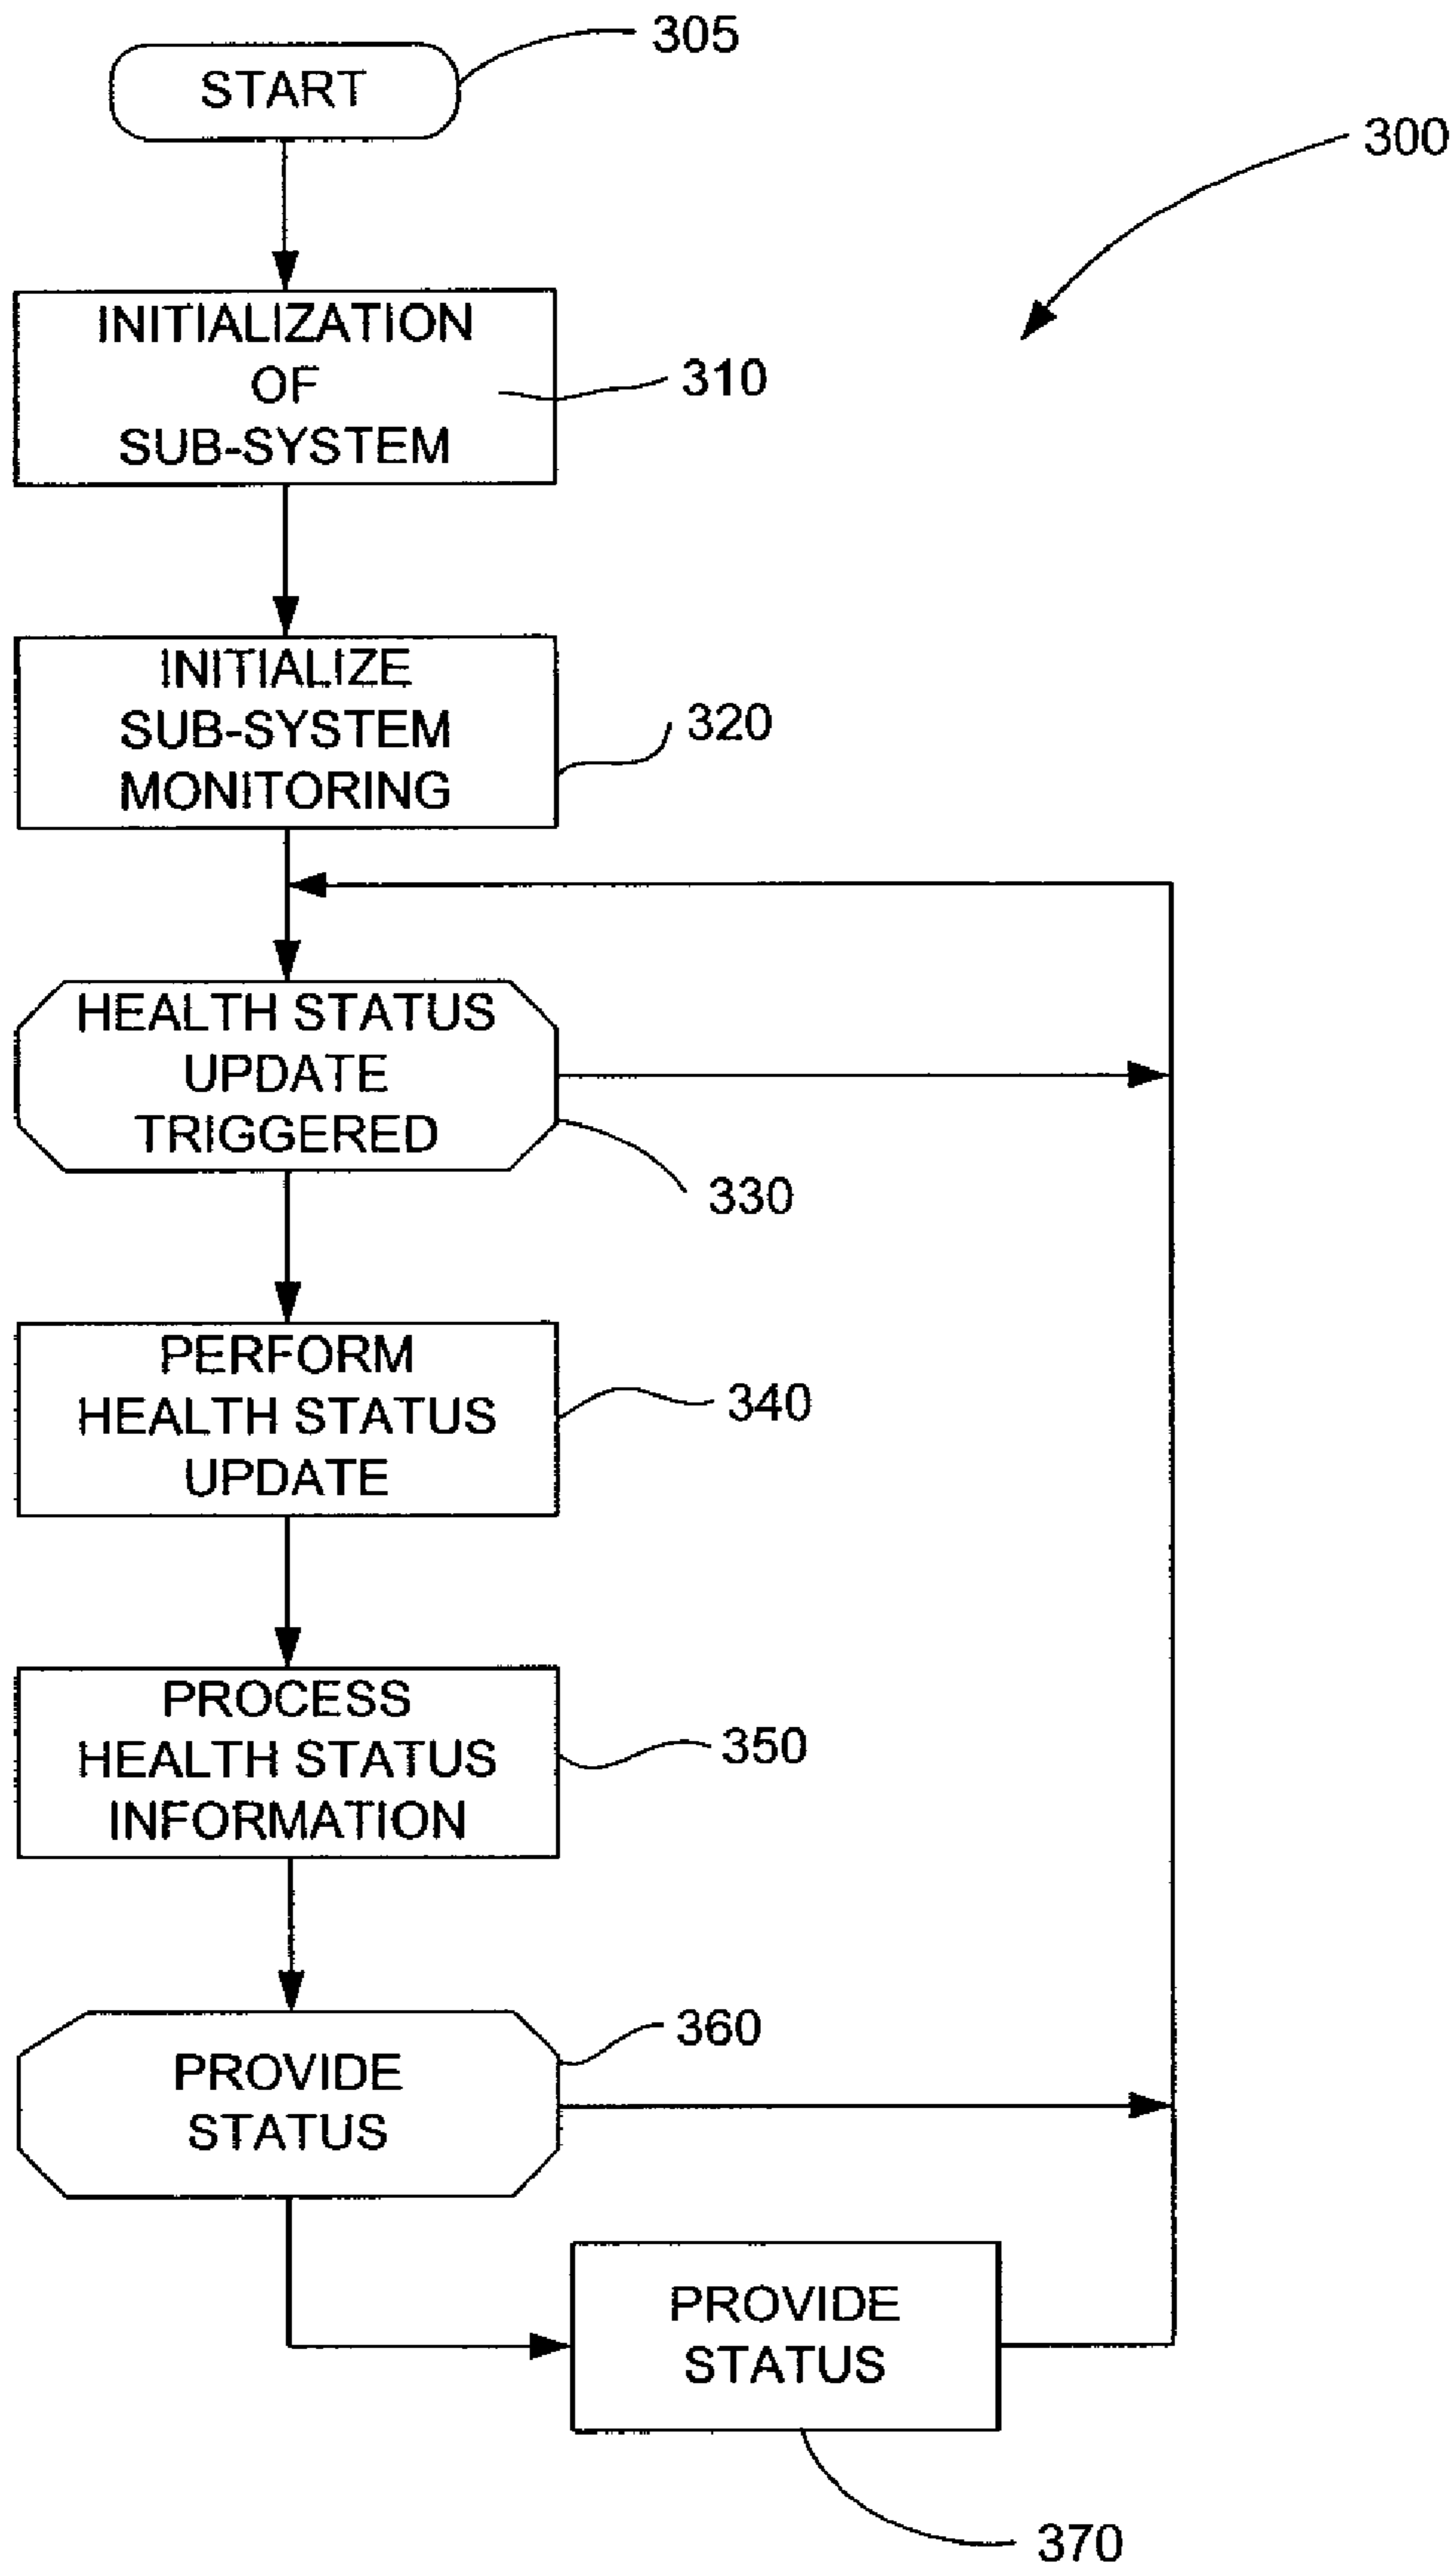 START
305
300
INITIALIZATION
OF
SUB-SYSTEM
310
INITIALIZE
SUB-SYSTEM
MONITORING
320
HEALTH STATUS
UPDATE
TRIGGERED
330
PERFORM
HEALTH STATUS
UPDATE
340
PROCESS
HEALTH STATUS
INFORMATION
350
PROVIDE
STATUS
360
PROVIDE
STATUS
370